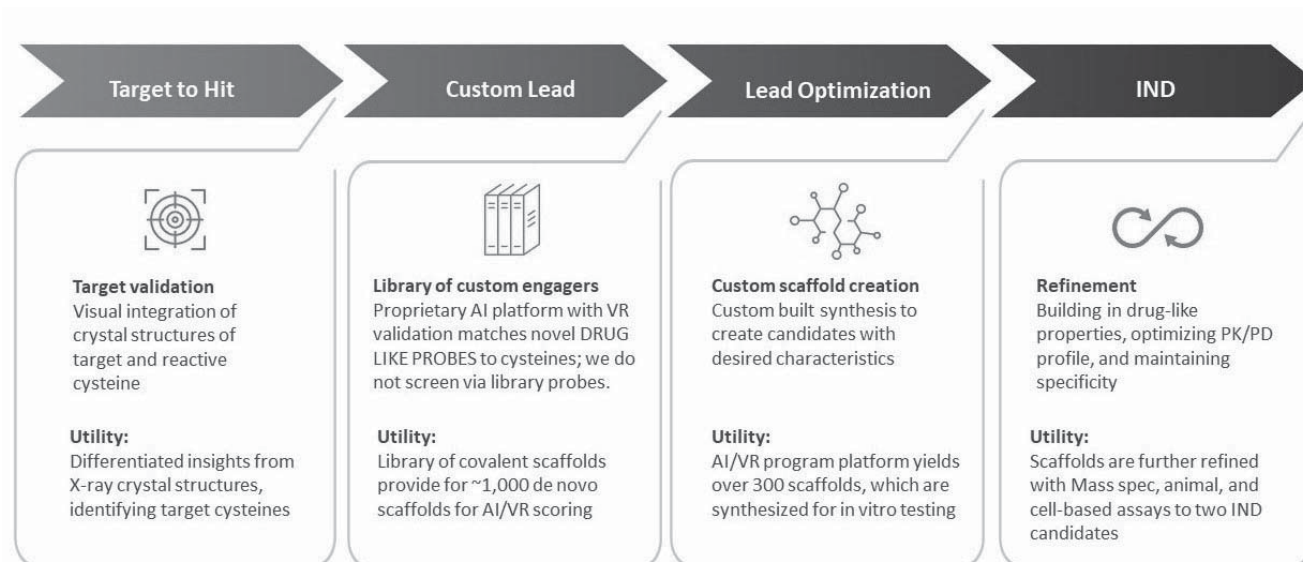 Target to Hit
Custom Lead
Lead Optimization
IND
Target validation
Visual integration of
crystal structures of
target and reactive
cysteine
Utility:
Differentiated insights from
X-ray crystal structures,
identifying target cysteines
Library of custom engagers
Proprietary AI platform with VR
validation matches novel DRUG
LIKE PROBES to cysteines; we do
not screen via library probes.
Utility:
Library of covalent scaffolds
provide for ~1,000 de novo
scaffolds for AI/VR scoring
Custom scaffold creation
Custom built synthesis to
create candidates with
desired characteristics
Utility:
AI/VR program platform yields
over 300 scaffolds, which are
synthesized for in vitro testing
Refinement
Building in drug-like
properties, optimizing PK/PD
profile, and maintaining
specificity
Utility:
Scaffolds are further refined
with Mass spec, animal, and
cell-based assays to two IND
candidates